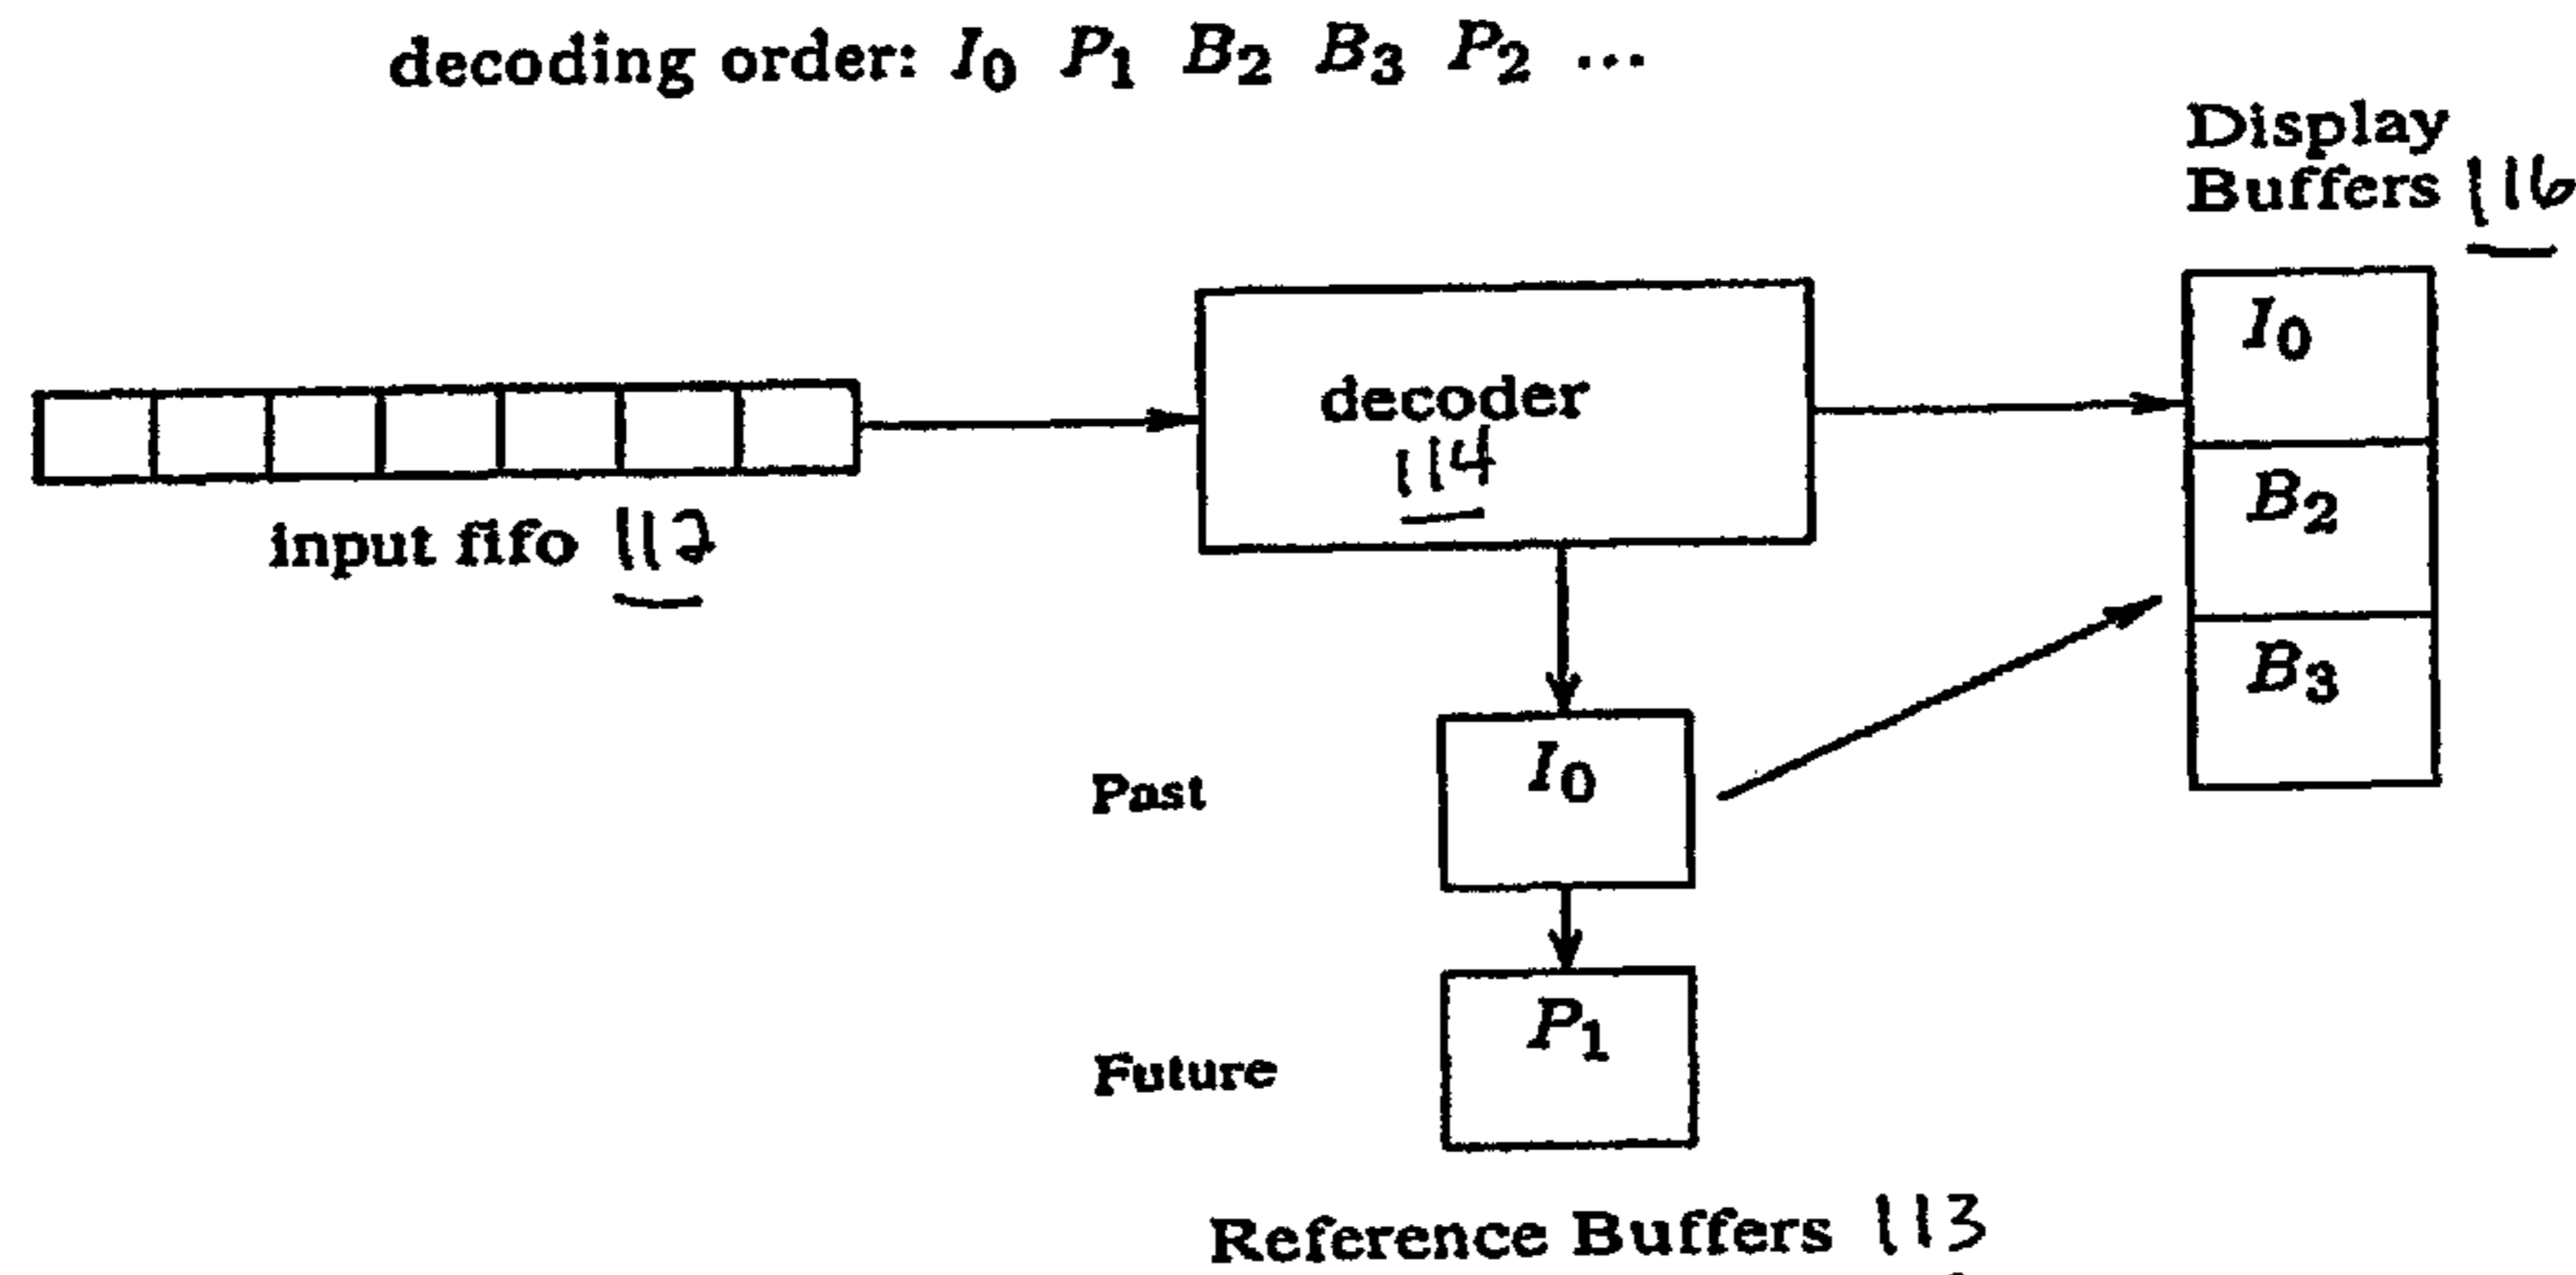 decoding order: I₀ P₁ B₂ B₃ P₂ ...
Display
Buffers 116
I₀
B₂
B₃
decoder
114
input fifo 112
Past
I₀
Future
P₁
Reference Buffers 113